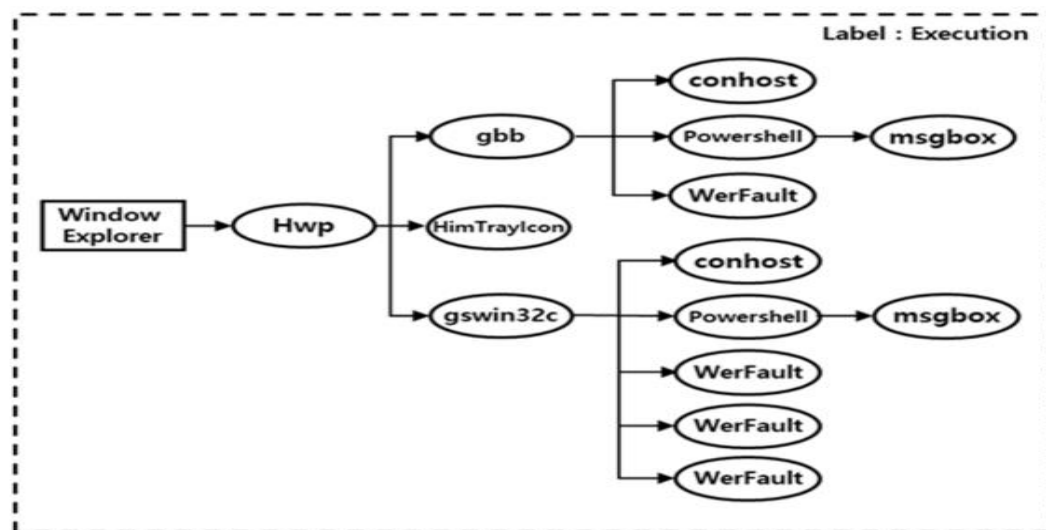 Label : Execution
conhost
gbb
Powershell
msgbox
WerFault
Window
Explorer
Hwp
HimTrayIcon
conhost
gswin32c
Powershell
msgbox
WerFault
WerFault
WerFault